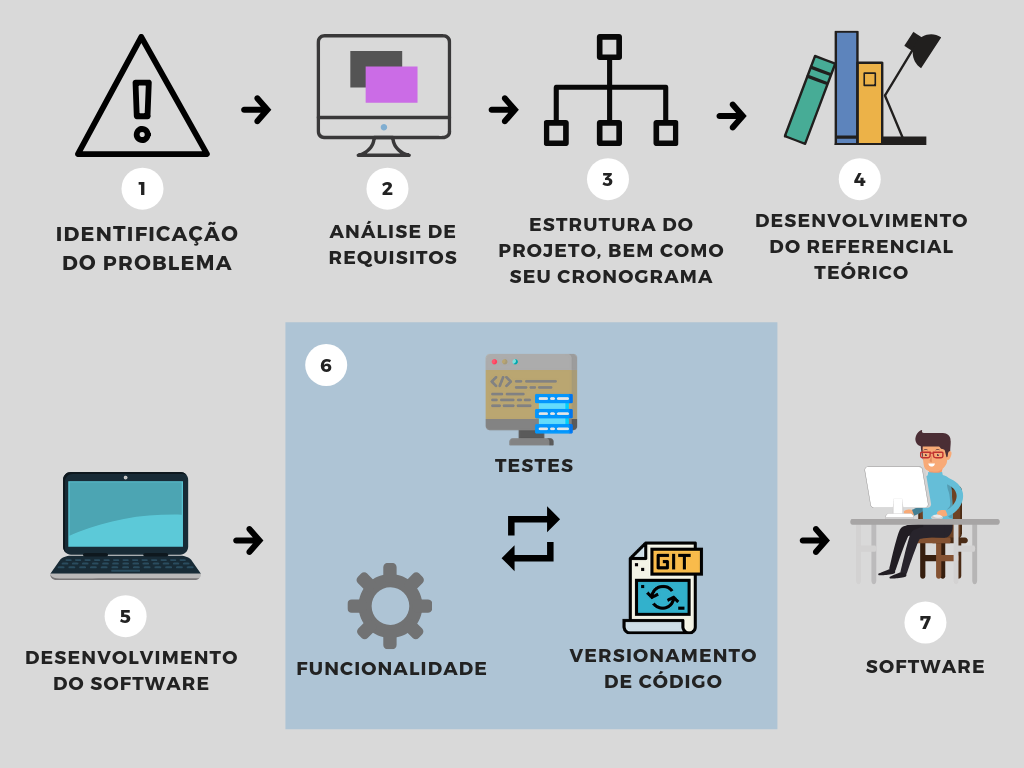 1
IDENTIFICAÇÃO
DO PROBLEMA
2
ANÁLISE DE
REQUISITOS
3
ESTRUTURA DO
PROJETO, BEM COMO
SEU CRONOGRAMA
4
DESENVOLVIMENTO
DO REFERENCIAL
TEÓRICO
5
DESENVOLVIMENTO
DO SOFTWARE
6
</>
TESTES
FUNCIONALIDADE
GIT
VERSIONAMENTO
DE CÓDIGO
7
SOFTWARE